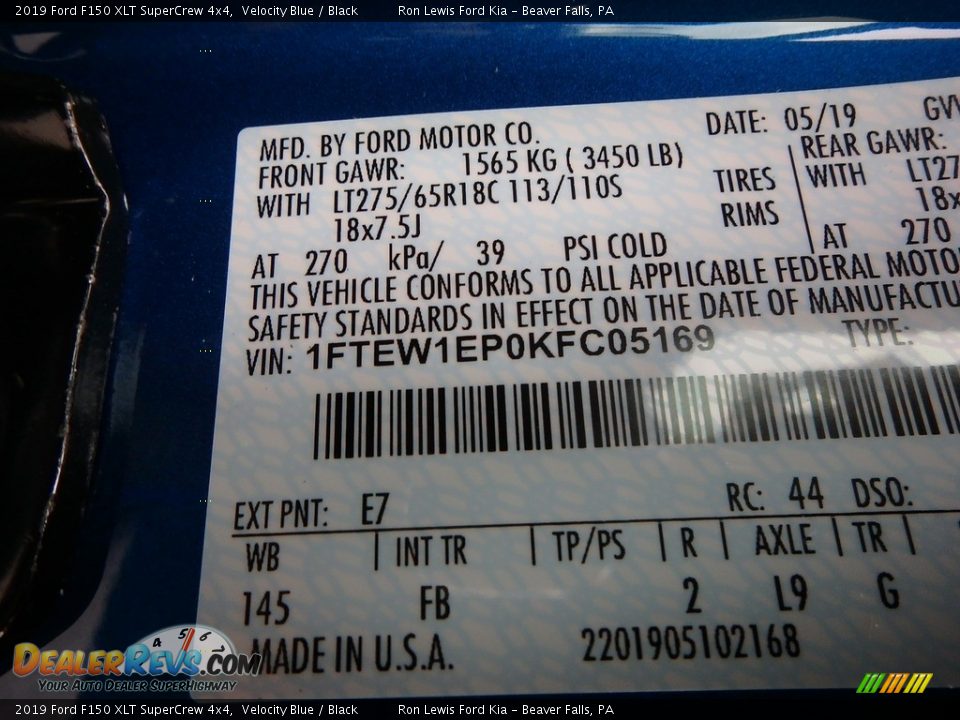 2019 Ford F150 XLT SuperCrew 4x4, Velocity Blue / Black Ron Lewis Ford Kia – Beaver Falls, PA
MFD. BY FORD MOTOR CO. DATE: 05/19
FRONT GAWR: 1565 KG ( 3450 LB) REAR GAWR:
WITH LT275/65R18C 113/110S TIRES WITH
18x7.5J RIMS
AT 270 kPa/ 39 PSI COLD AT 270
THIS VEHICLE CONFORMS TO ALL APPLICABLE FEDERAL
SAFETY STANDARDS IN EFFECT ON THE DATE OF
VIN: 1FTEW1EP0KFC05169 TYPE:
EXT PNT: E7 RC: 44 DSO:
WB INT TR TP/PS R AXLE TR
145 FB 2 L9 G
MADE IN U.S.A. 2201905102168
4 5 6
DealerRevs.com
Your Auto Dealer SuperHighway
2019 Ford F150 XLT SuperCrew 4x4, Velocity Blue / Black Ron Lewis Ford Kia – Beaver Falls, PA